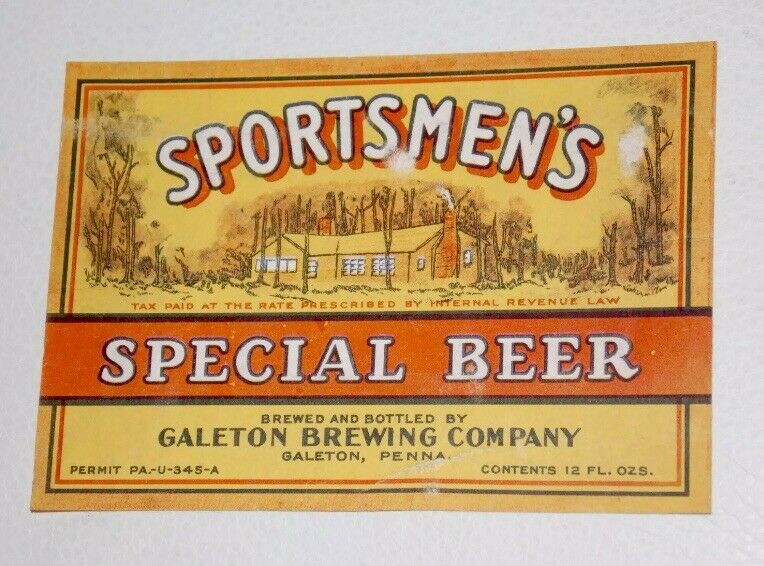 SPORTSMEN'S
TAX PAID AT THE RATE PRESCRIBED BY INTERNAL REVENUE LAW
SPECIAL BEER
BREWED AND BOTTLED BY
GALETON BREWING COMPANY
GALETON, PENNA.
PERMIT PA.-U-345-A
CONTENTS 12 FL. OZS.